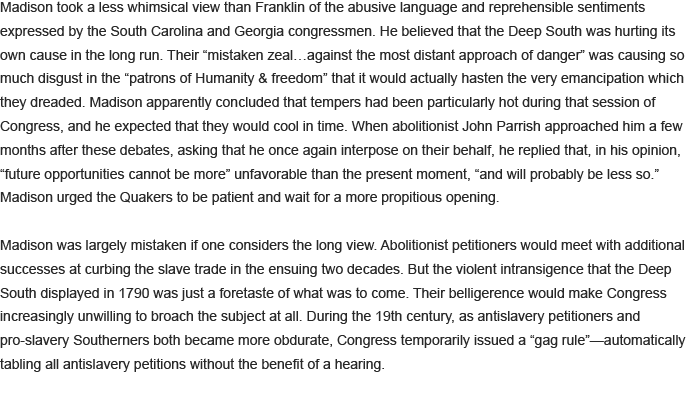 Madison took a less whimsical view than Franklin of the abusive language and reprehensible sentiments
expressed by the South Carolina and Georgia congressmen. He believed that the Deep South was hurting its
own cause in the long run. Their “mistaken zeal…against the most distant approach of danger” was causing so
much disgust in the “patrons of Humanity & freedom” that it would actually hasten the very emancipation which
they dreaded. Madison apparently concluded that tempers had been particularly hot during that session of
Congress, and he expected that they would cool in time. When abolitionist John Parrish approached him a few
months after these debates, asking that he once again interpose on their behalf, he replied that, in his opinion,
“future opportunities cannot be more” unfavorable than the present moment, “and will probably be less so.”
Madison urged the Quakers to be patient and wait for a more propitious opening.

Madison was largely mistaken if one considers the long view. Abolitionist petitioners would meet with additional
successes at curbing the slave trade in the ensuing two decades. But the violent intransigence that the Deep
South displayed in 1790 was just a foretaste of what was to come. Their belligerence would make Congress
increasingly unwilling to broach the subject at all. During the 19th century, as antislavery petitioners and
pro-slavery Southerners both became more obdurate, Congress temporarily issued a “gag rule”—automatically
tabling all antislavery petitions without the benefit of a hearing.